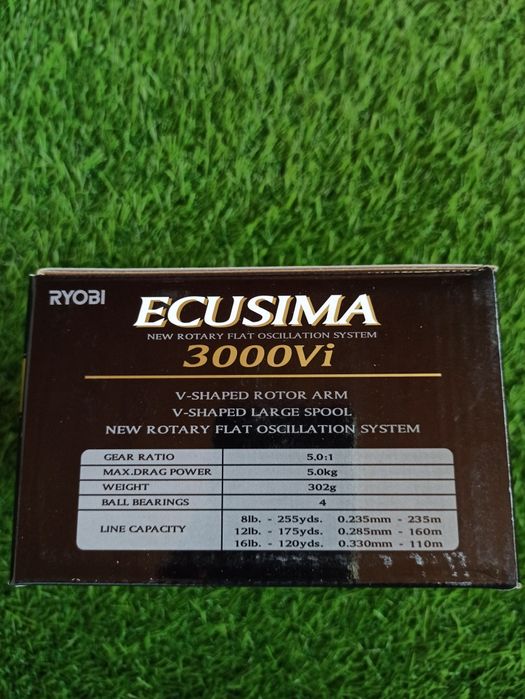 RYOBI
ECUSIMA
NEW ROTARY FLAT OSCILLATION SYSTEM
3000Vi
V-SHAPED ROTOR ARM
V-SHAPED LARGE SPOOL
NEW ROTARY FLAT OSCILLATION SYSTEM
GEAR RATIO 5.0:1
MAX.DRAG POWER 5.0kg
WEIGHT 302g
BALL BEARINGS 4
LINE CAPACITY
8lb. - 255yds. 0.235mm - 235m
12lb. - 175yds. 0.285mm - 160m
16lb. - 120yds. 0.330mm - 110m